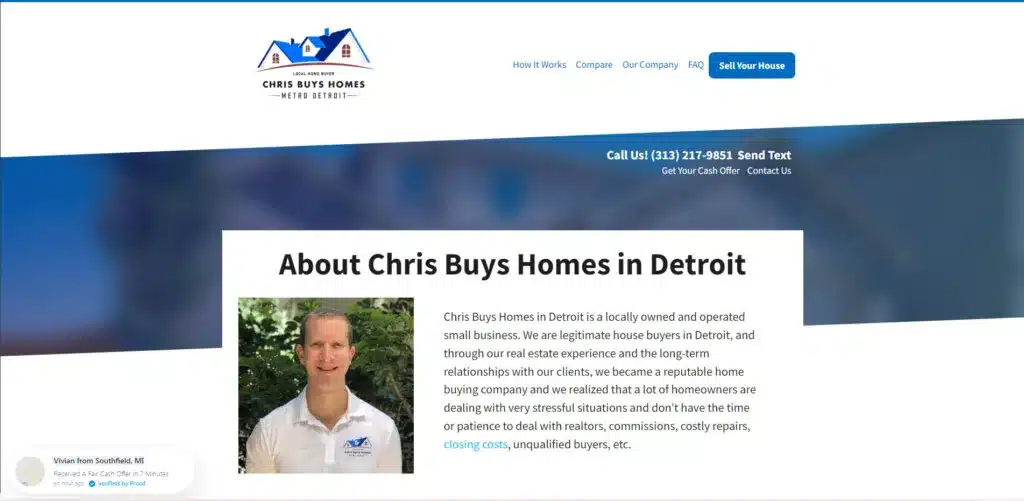 LOCAL HOME BUYER
CHRIS BUYS HOMES
METRO DETROIT
How It Works Compare Our Company FAQ Sell Your House
Call Us! (313) 217-9851 Send Text
Get Your Cash Offer Contact Us
About Chris Buys Homes in Detroit
Chris Buys Homes in Detroit is a locally owned and operated
small business. We are legitimate house buyers in Detroit, and
through our real estate experience and the long-term
relationships with our clients, we became a reputable home
buying company and we realized that a lot of homeowners are
dealing with very stressful situations and don't have the time
or patience to deal with realtors, commissions, costly repairs,
closing costs, unqualified buyers, etc.
CHRIS BUYS HOMES
Vivian from Southfield, MI
Received A Fair Cash Offer in 7 Minutes
an hour ago Verified by Proof